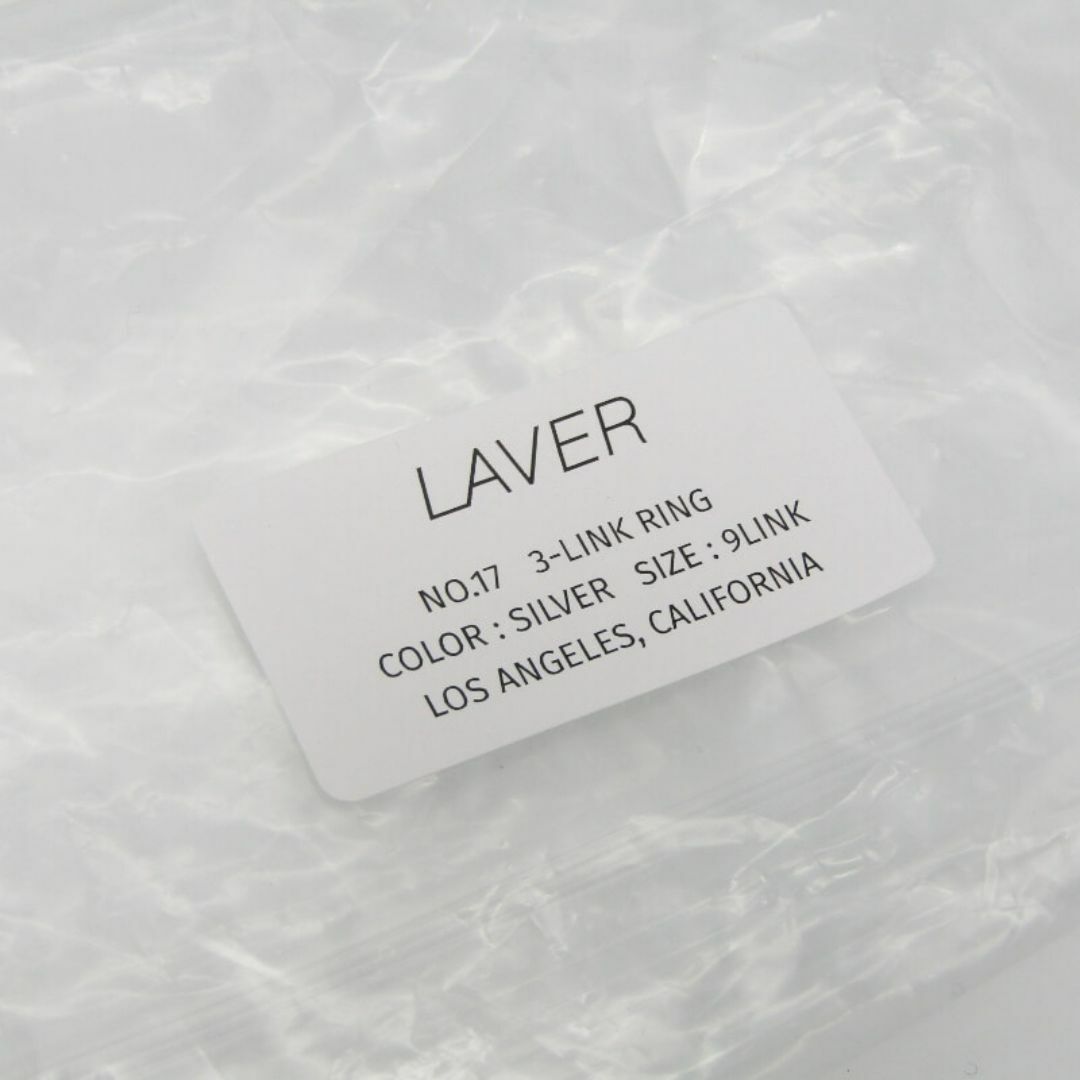 LAVER
NO.17 3-LINK RING
COLOR : SILVER SIZE : 9LINK
LOS ANGELES, CALIFORNIA